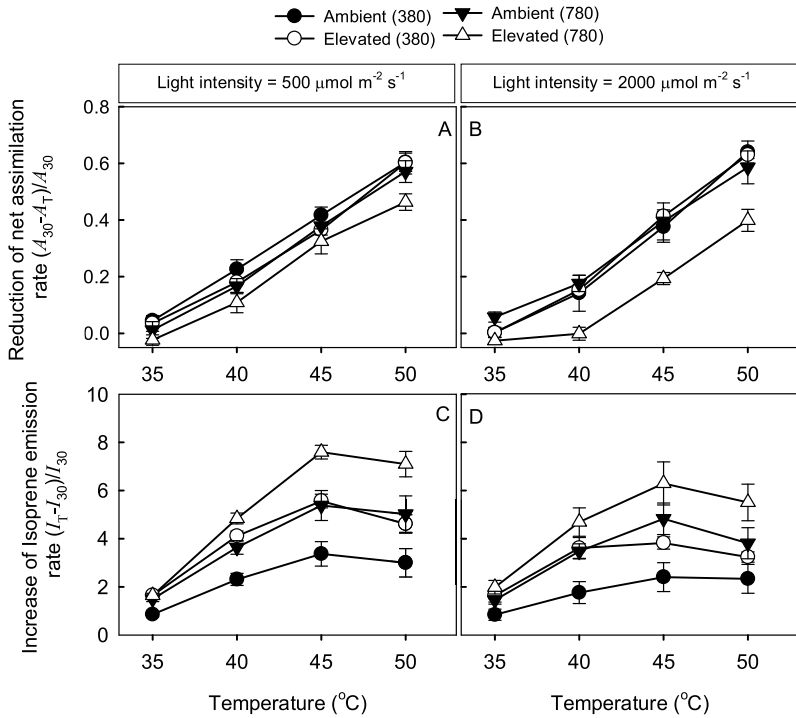 Ambient (380)
Ambient (780)
Elevated (380)
Elevated (780)
Light intensity = 500 μmol m⁻² s⁻¹
Light intensity = 2000 μmol m⁻² s⁻¹
Reduction of net assimilation
rate (A₃₀-A_T)/A₃₀
0.8
0.6
0.4
0.2
0.0
A
B
35
40
45
50
35
40
45
50
Increase of Isoprene emission
rate (I_T-I₃₀)/I₃₀
10
8
6
4
2
0
C
D
35
40
45
50
35
40
45
50
Temperature (°C)
Temperature (°C)